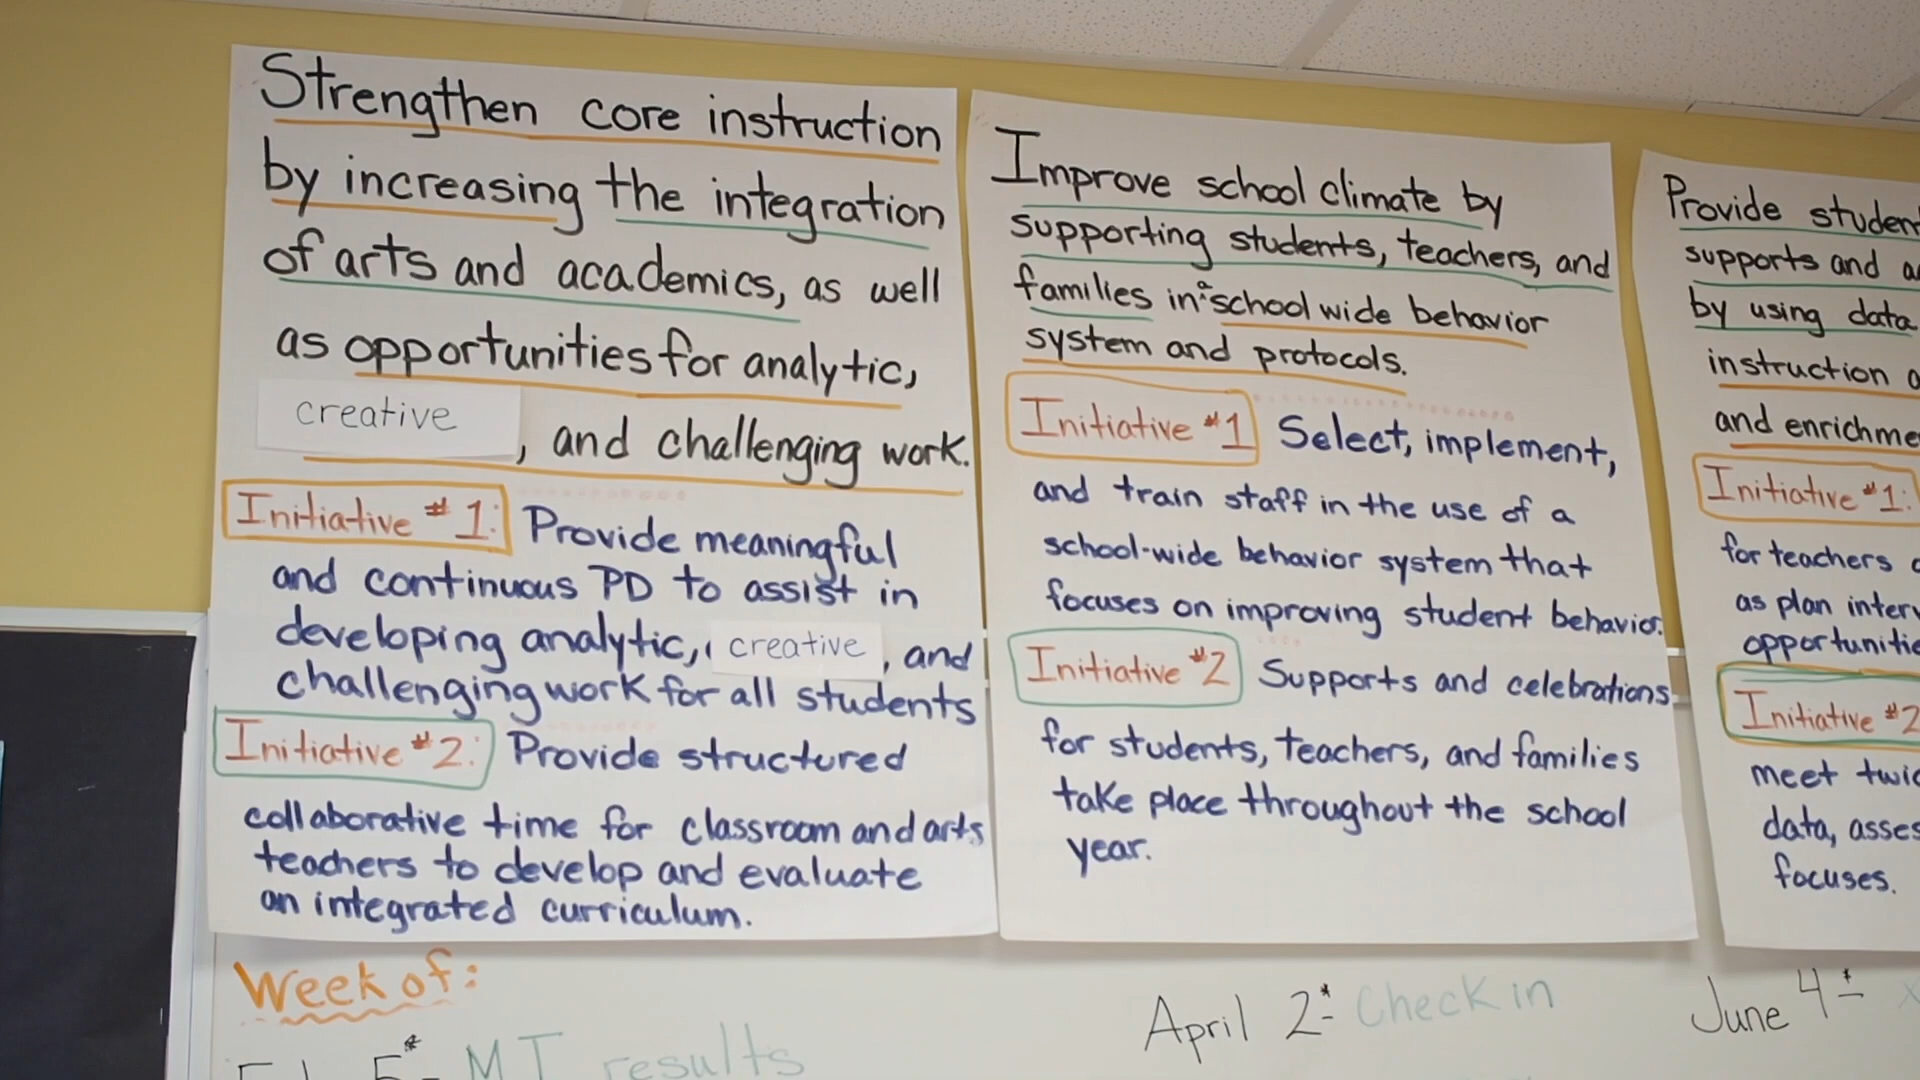 Strengthen core instruction
by increasing the integration
of arts and academics, as well
as opportunities for analytic,
creative, and challenging work.
Initiative #1: Provide meaningful
and continuous PD to assist in
developing analytic, creative, and
challenging work for all students
Initiative #2: Provide structured
collaborative time for classroom and arts
teachers to develop and evaluate
an integrated curriculum.
Improve school climate by
supporting students, teachers, and
families in a school wide behavior
system and protocols.
Initiative #1 Select, implement,
and train staff in the use of a
school-wide behavior system that
focuses on improving student behavior.
Initiative #2 Supports and celebrations
for students, teachers, and families
take place throughout the school
year.
Provide
supports and
by using data
instruction
and
Initiative #1:
for teachers
as plan
Initiative #2
meet
data,
focuses.
Week of:
MT results
April 2 Check in
June 4